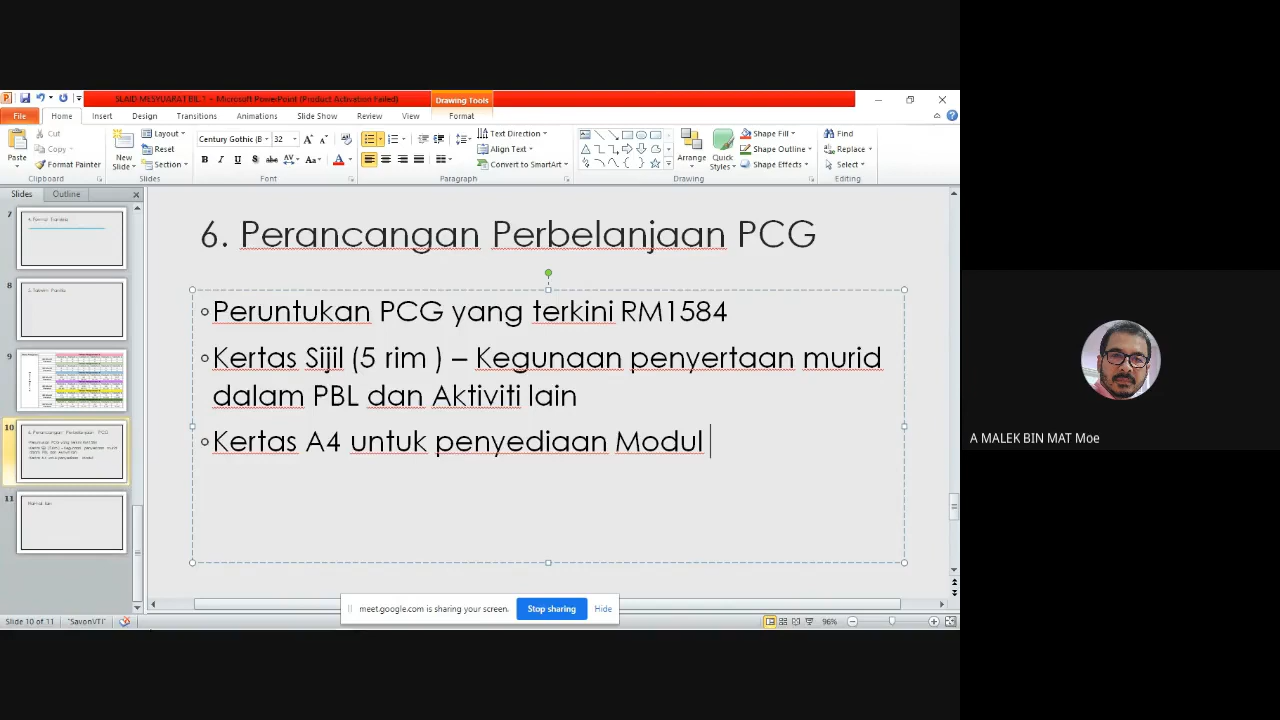 SLAID MESYUARAT BIL.1 - Microsoft PowerPoint (Product Activation Failed)
Drawing Tools
File Home Insert Design Transitions Animations Slide Show Review View Format
Paste
Cut
Copy
Format Painter
Clipboard
New Slide
Layout
Reset
Section
Slides
Century Gothic (B 32
Font
Paragraph
Text Direction
Align Text
Convert to SmartArt
Arrange
Quick Styles
Shape Fill
Shape Outline
Shape Effects
Drawing
Find
Replace
Select
Editing
Slides Outline
7
8
9
10
11
6. Perancangan Perbelanjaan PCG
Peruntukan PCG yang terkini RM1584
Kertas Sijil (5 rim ) – Kegunaan penyertaan murid
dalam PBL dan Aktiviti lain
Kertas A4 untuk penyediaan Modul
meet.google.com is sharing your screen. Stop sharing Hide
Slide 10 of 11 "SavonVTI" 96%
A MALEK BIN MAT Moe